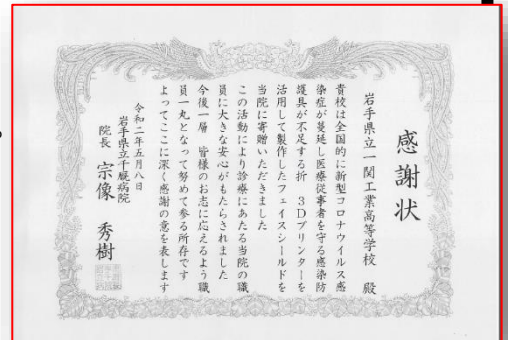 感謝状
岩手県立一関工業高等学校 殿
貴校は全国的に新型コロナウイルス感
染症が蔓延し医療従事者を守る感染防
護具が不足する折 3Dプリンターを
活用して製作したフェイスシールドを
当院に寄贈いただきました
この活動により診療にあたる当院の職
員に大きな安心がもたらされました
今後一層 皆様のお志に応えるよう職
員一丸となって努めて参る所存です
よってここに深く感謝の意を表します
令和二年五月八日
岩手県立千厩病院
院長 宗像 秀樹